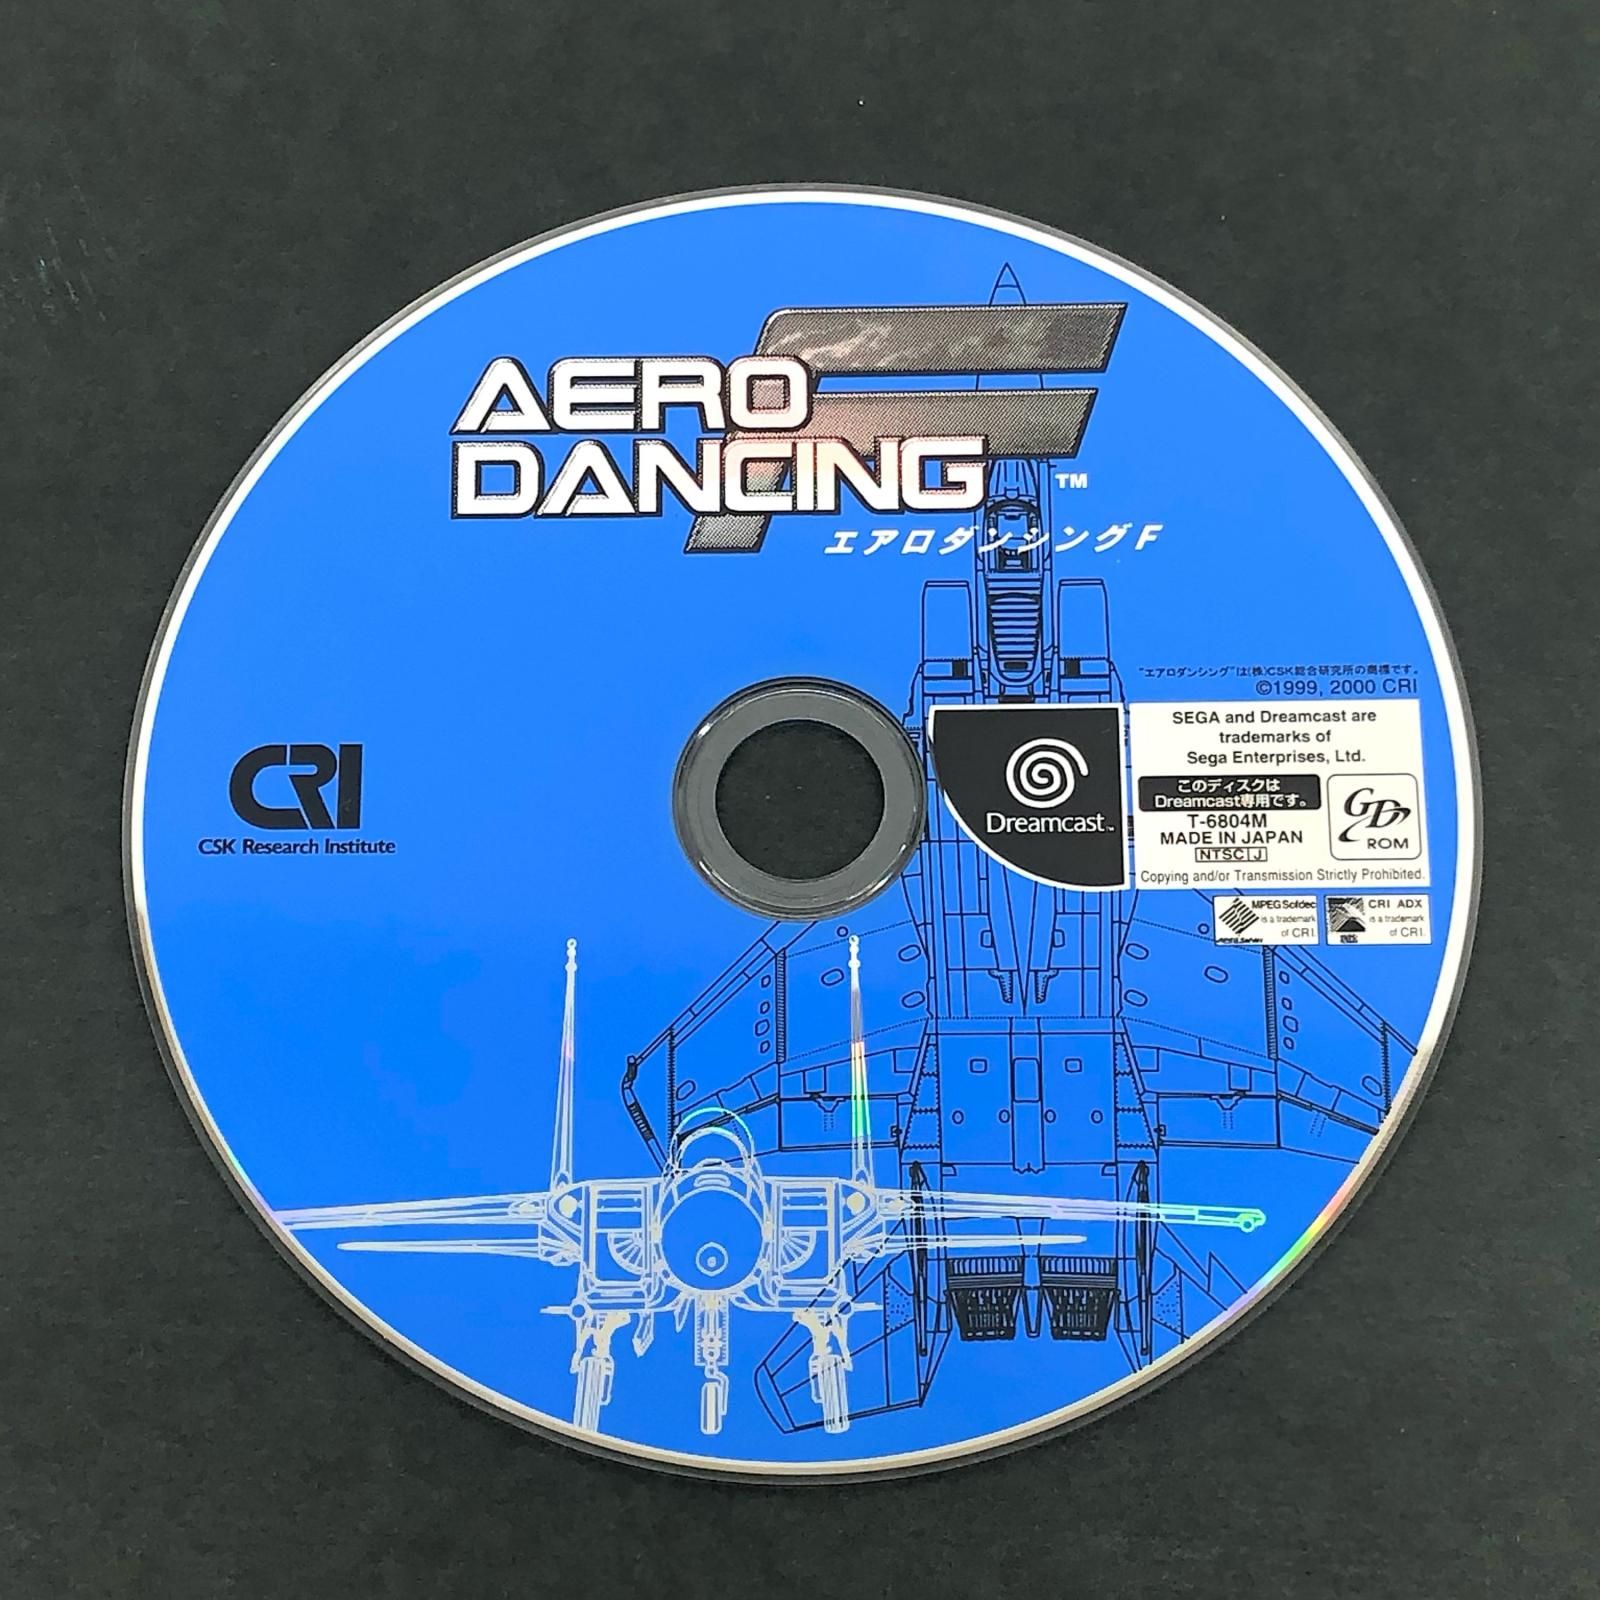 AERO
DANCING
F
TM
エアロダンシングF
"エアロダンシング"は(株)CSK総合研究所の商標です。
©1999, 2000 CRI
CRI
CSK Research Institute
Dreamcast
SEGA and Dreamcast are
trademarks of
Sega Enterprises, Ltd.
このディスクは
Dreamcast専用です。
T-6804M
MADE IN JAPAN
NTSC J
GD
ROM
Copying and/or Transmission Strictly Prohibited.
MPEG Sofdec
is a trademark
of CRI.
CRI ADX
is a trademark
of CRI.